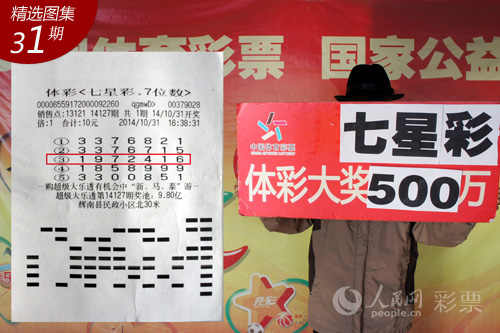 精选图集
31期
体育彩票 国家公益
体彩<七星彩.7位数>
00006559172000092260 qgmwD> 00379028
销售点:13121 14127期 共1期 14/10/31开奖
倍:1 合计:10元 16:38:31
① 3 3 7 6 8 2 1
② 3 3 7 6 7 1 5
③ 1 9 7 2 4 1 6
④ 1 8 5 8 9 5 9
⑤ 3 3 0 0 8 5 1
—购超级大乐透有机会中"新、马、泰"游—
超级大乐透第14127期奖池: 9.80亿
辉南县民政小区北30米
中国体育彩票
七星彩
体彩大奖500万
人民网 彩票
people.cn